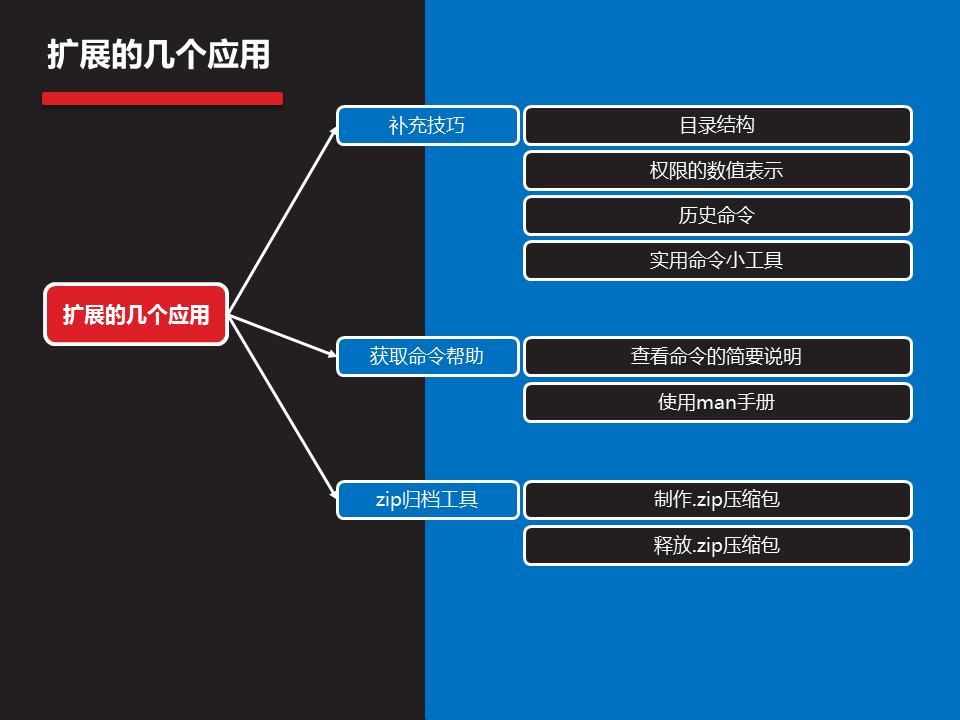 扩展的几个应用
扩展的几个应用
补充技巧
目录结构
权限的数值表示
历史命令
实用命令小工具
获取命令帮助
查看命令的简要说明
使用man手册
zip归档工具
制作.zip压缩包
释放.zip压缩包